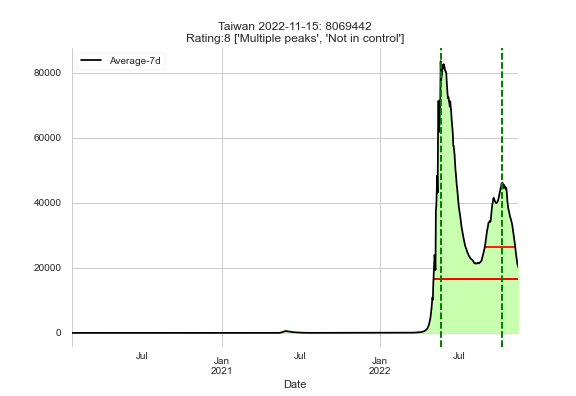 Taiwan 2022-11-15: 8069442
Rating:8 ['Multiple peaks', 'Not in control']
Average-7d
80000
60000
40000
20000
0
Jul
Jan
2021
Jul
Jan
2022
Jul
Date